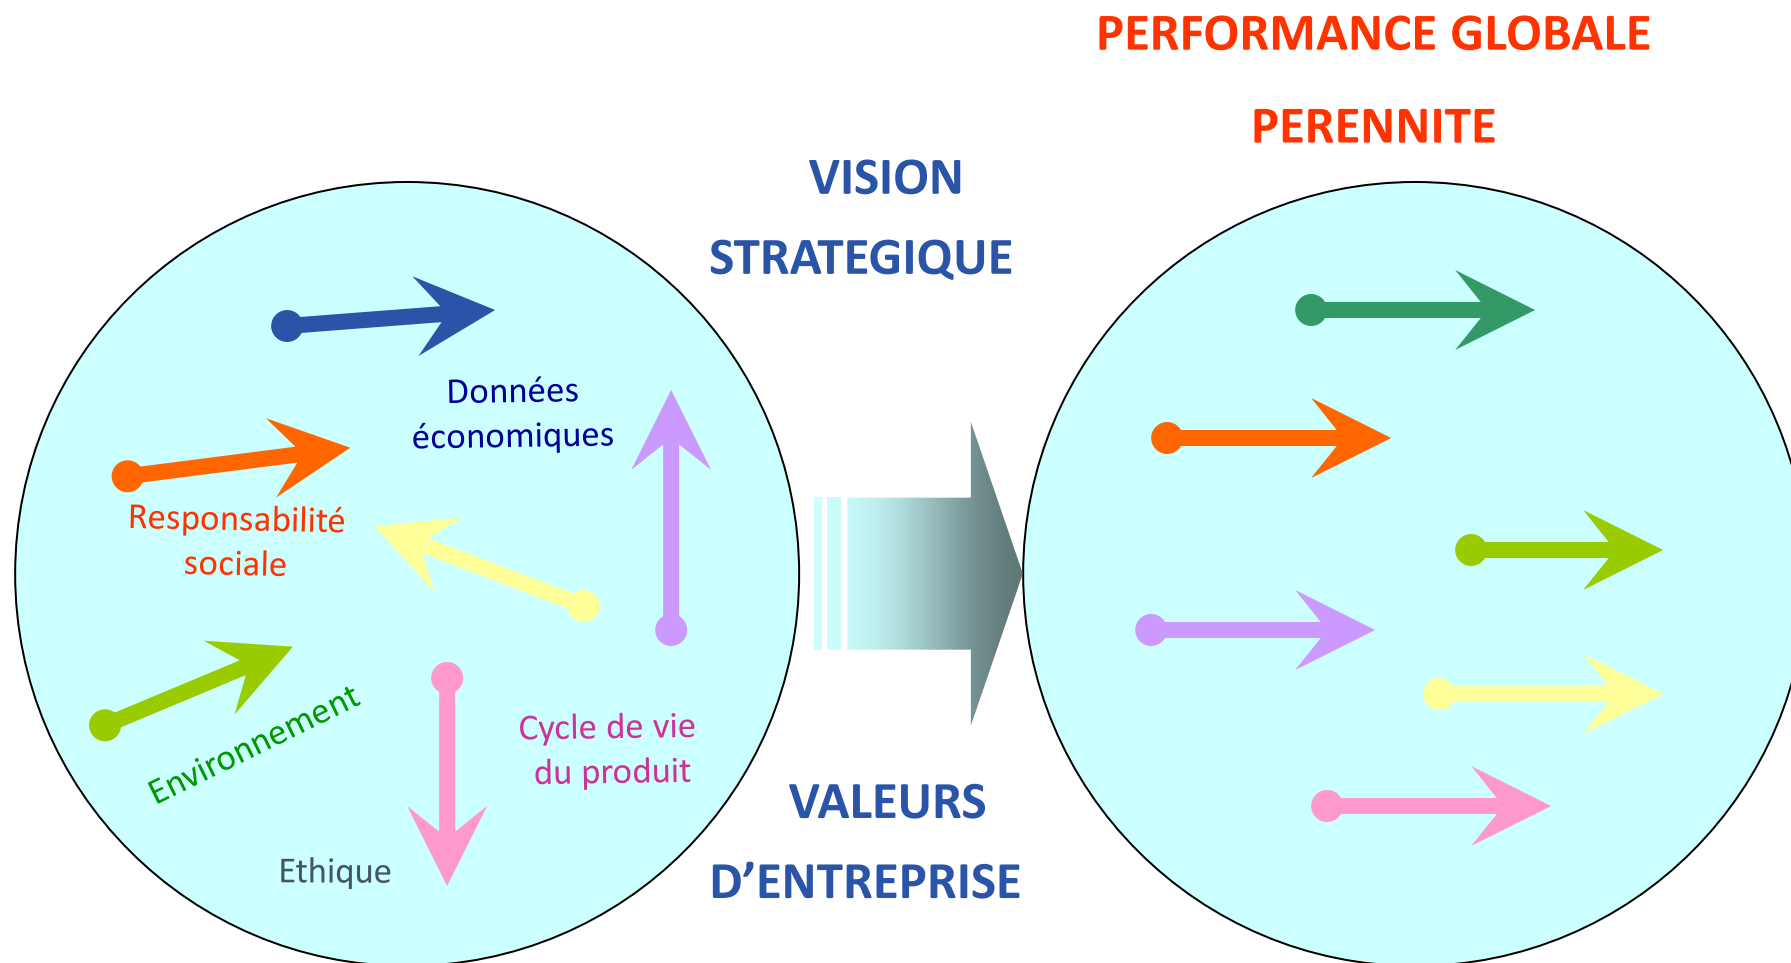 PERFORMANCE GLOBALE
PERENNITE
VISION
STRATEGIQUE
Données
économiques
Responsabilité
sociale
Environnement
Cycle de vie
du produit
Ethique
VALEURS
D’ENTREPRISE